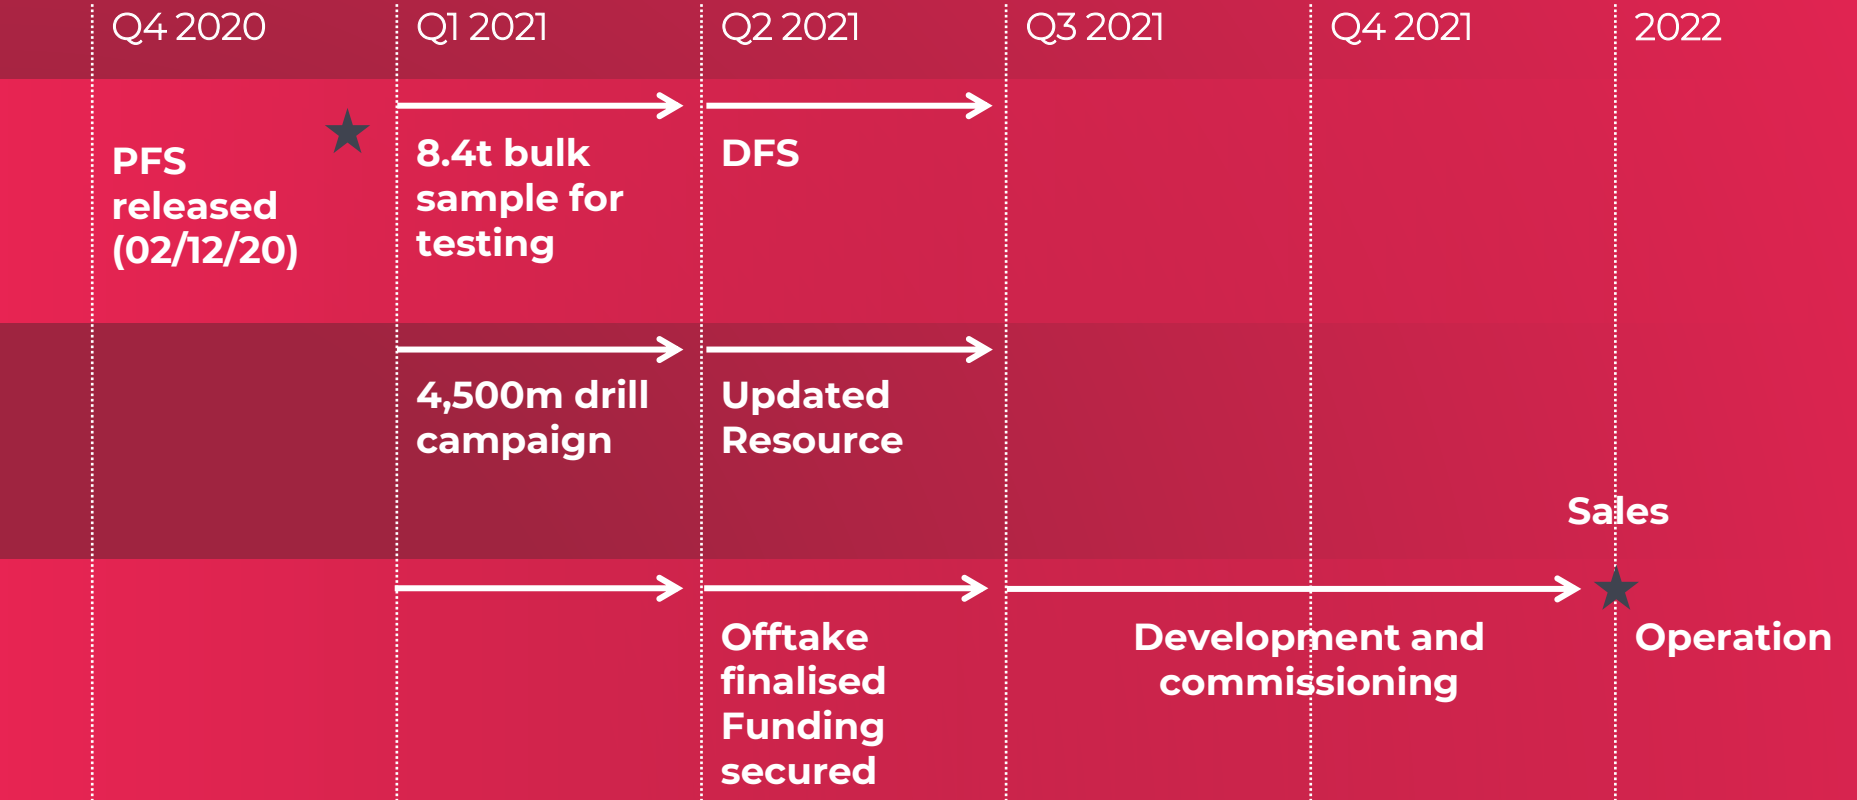 Q4 2020
Q1 2021
Q2 2021
Q3 2021
Q4 2021
2022
PFS
released
(02/12/20)
8.4t bulk
sample for
testing
DFS
4,500m drill
campaign
Updated
Resource
Sales
Offtake
finalised
Funding
secured
Development and
commissioning
Operation